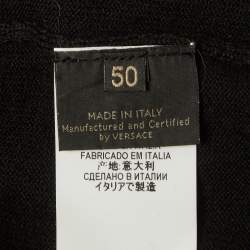 50
MADE IN ITALY
Manufactured and Certified
by VERSACE
FABRICADO EM ITALIA
产地:意大利
СДЕЛАНО В ИТАЛИИ
イタリアで製造